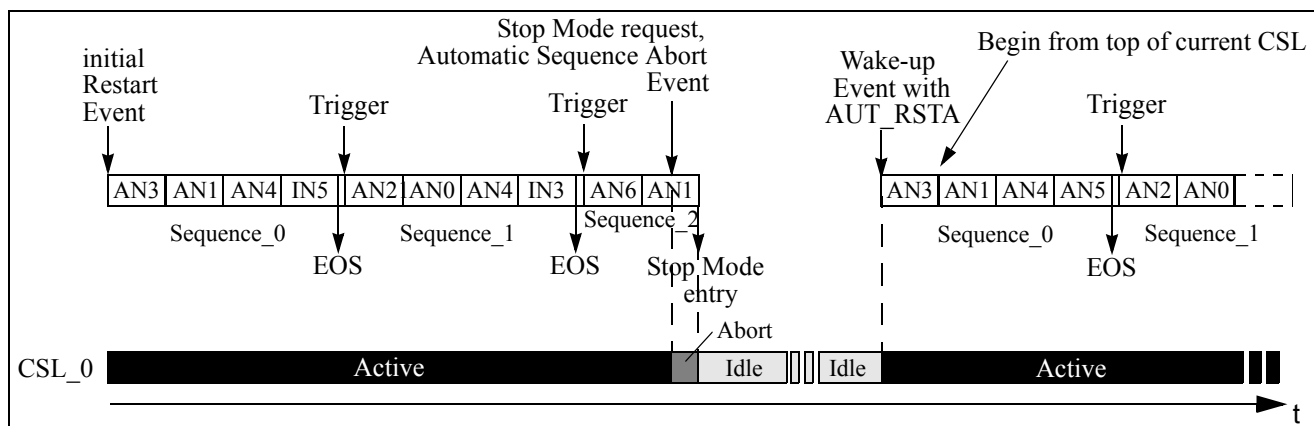 initial
Restart
Event
Trigger
Trigger
Stop Mode request,
Automatic Sequence Abort
Event
Wake-up
Event with
AUT_RSTA
Begin from top of current CSL
Trigger
AN3 AN1 AN4 IN5 AN21 AN0 AN4 IN3 AN6 AN1
AN3 AN1 AN4 AN5 AN2 AN0
Sequence_0
Sequence_1
Sequence_2
Sequence_0
Sequence_1
EOS
EOS
Stop Mode
entry
EOS
Abort
CSL_0
Active
Idle
Idle
Active
t